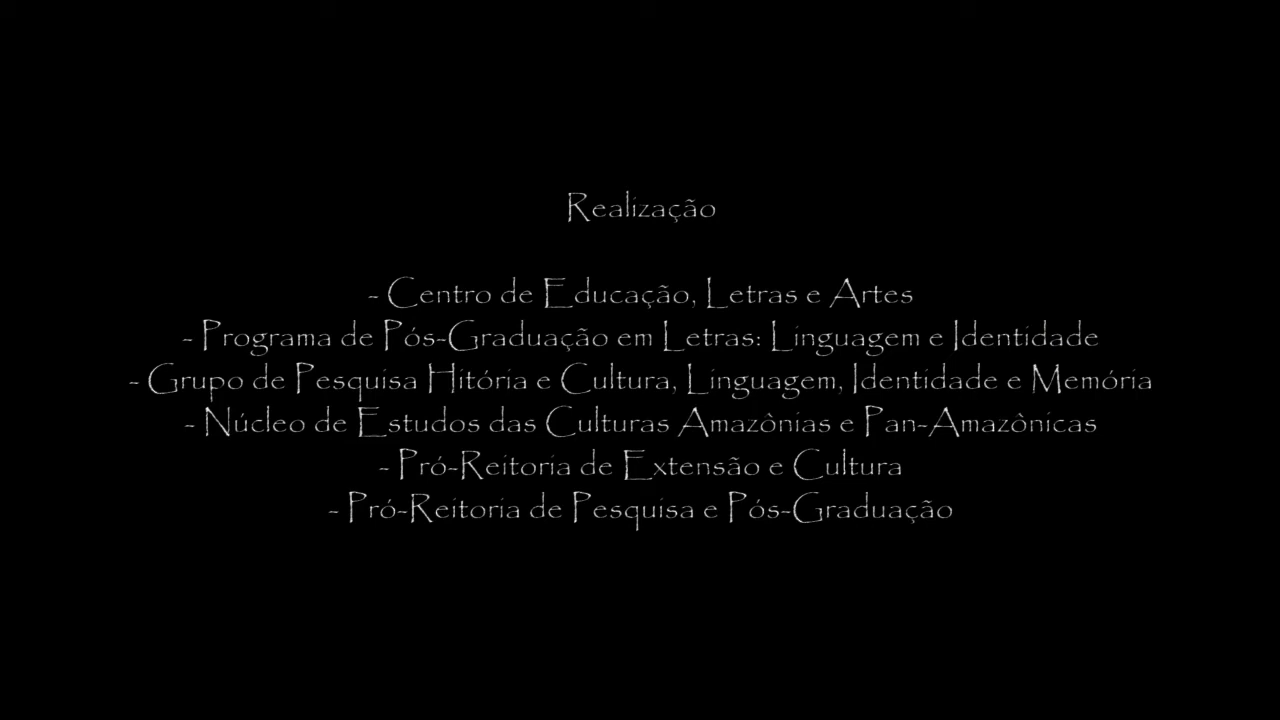 Realização
- Centro de Educação, Letras e Artes
- Programa de Pós-Graduação em Letras: Linguagem e Identidade
- Grupo de Pesquisa Hitória e Cultura, Linguagem, Identidade e Memória
- Núcleo de Estudos das Culturas Amazônias e Pan-Amazônicas
- Pró-Reitoria de Extensão e Cultura
- Pró-Reitoria de Pesquisa e Pós-Graduação